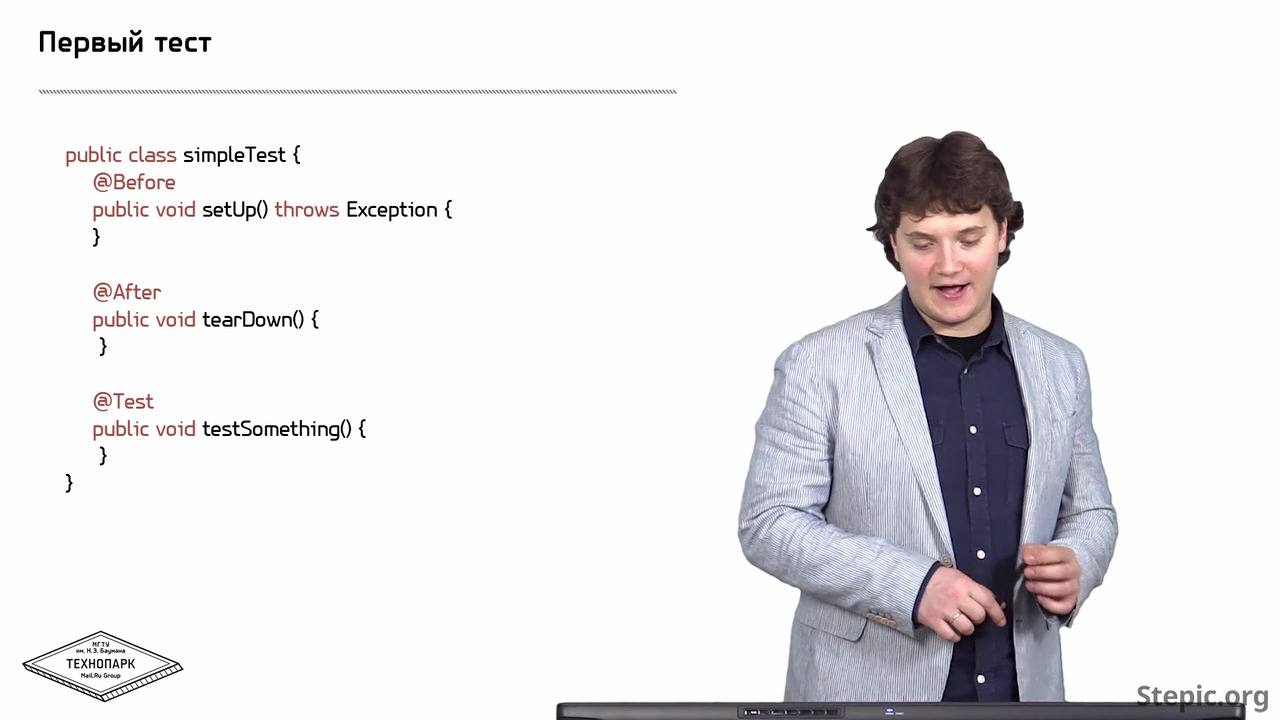 Первый тест
public class simpleTest {
@Before
public void setUp() throws Exception {
}
@After
public void tearDown() {
}
@Test
public void testSomething() {
}
}
МГТУ
им. Н.Э. Баумана
ТЕХНОПАРК
Mail.Ru Group
Stepic.org